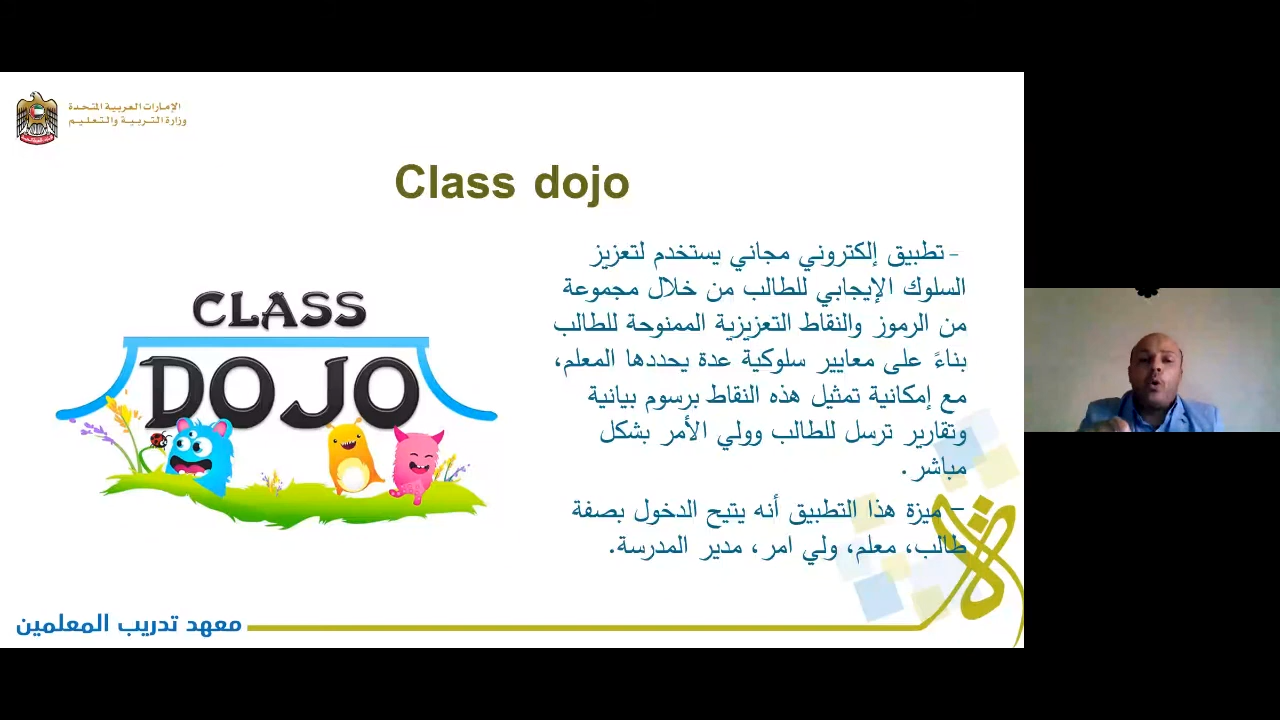 الإمارات العربية المتحدة
وزارة التربية والتعليم
Class dojo
CLASS
DOJO
- تطبيق إلكتروني مجاني يستخدم لتعزيز
السلوك الإيجابي للطالب من خلال مجموعة
من الرموز والنقاط التعزيزية الممنوحة للطالب
بناءً على معايير سلوكية عدة يحددها المعلم،
مع إمكانية تمثيل هذه النقاط برسوم بيانية
وتقارير ترسل للطالب وولي الأمر بشكل
مباشر.
– ميزة هذا التطبيق أنه يتيح الدخول بصفة
طالب، معلم، ولي امر، مدير المدرسة.
معهد تدريب المعلمين